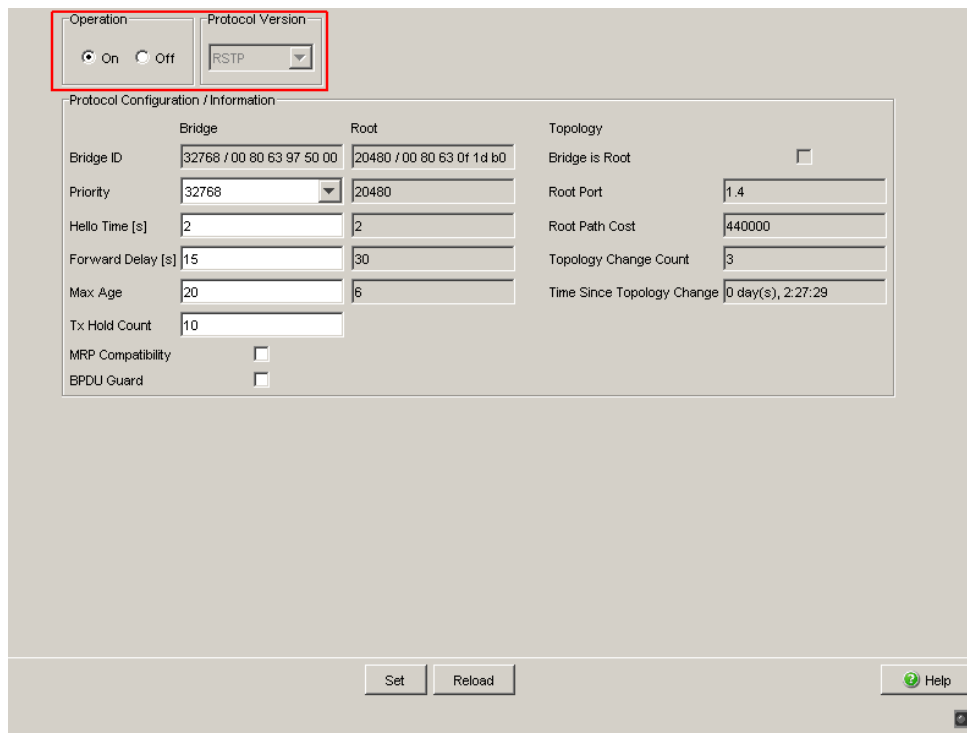 Operation Protocol Version
On Off RSTP
Protocol Configuration / Information
Bridge Root Topology
Bridge ID 32768 / 00 80 63 97 50 00 20480 / 00 80 63 0f 1d b0 Bridge is Root
Priority 32768 20480 Root Port 1.4
Hello Time [s] 2 2 Root Path Cost 440000
Forward Delay [s] 15 30 Topology Change Count 3
Max Age 20 6 Time Since Topology Change 0 day(s), 2:27:29
Tx Hold Count 10
MRP Compatibility
BPDU Guard
Set Reload Help